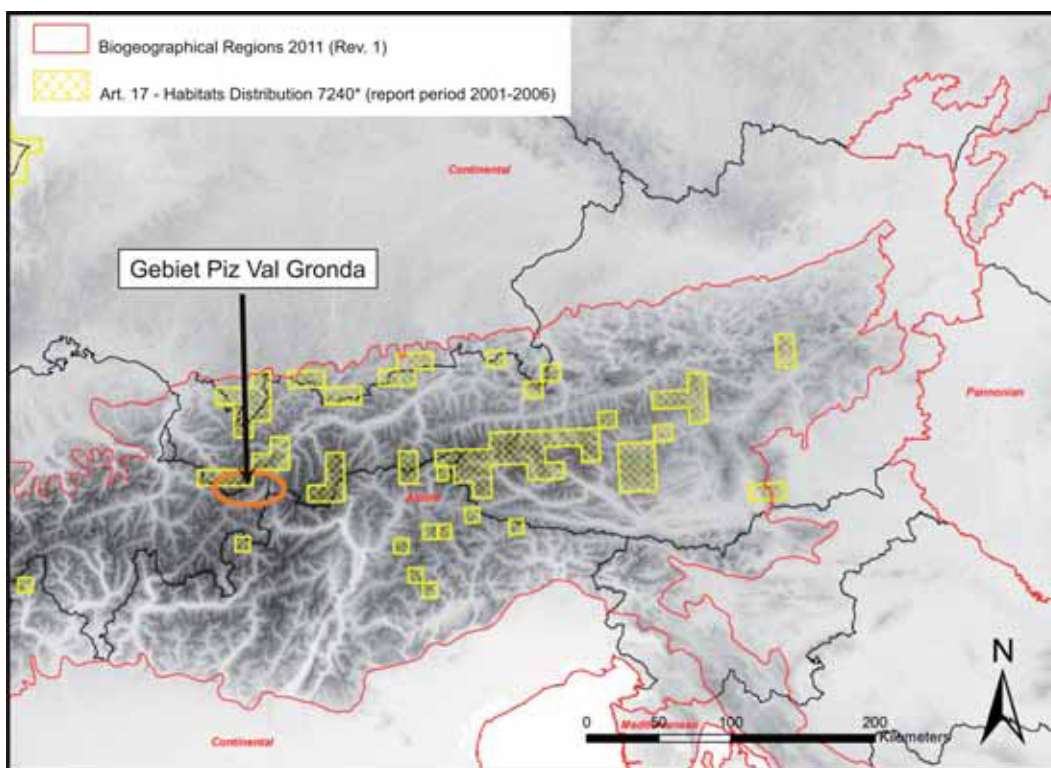 Biogeographical Regions 2011 (Rev. 1)
Art. 17 - Habitats Distribution 7240* (report period 2001-2006)
Continental
Gebiet Piz Val Gronda
Pannonian
Alpine
N
Mediterranean
0 50 100 200
Kilometers
Continental